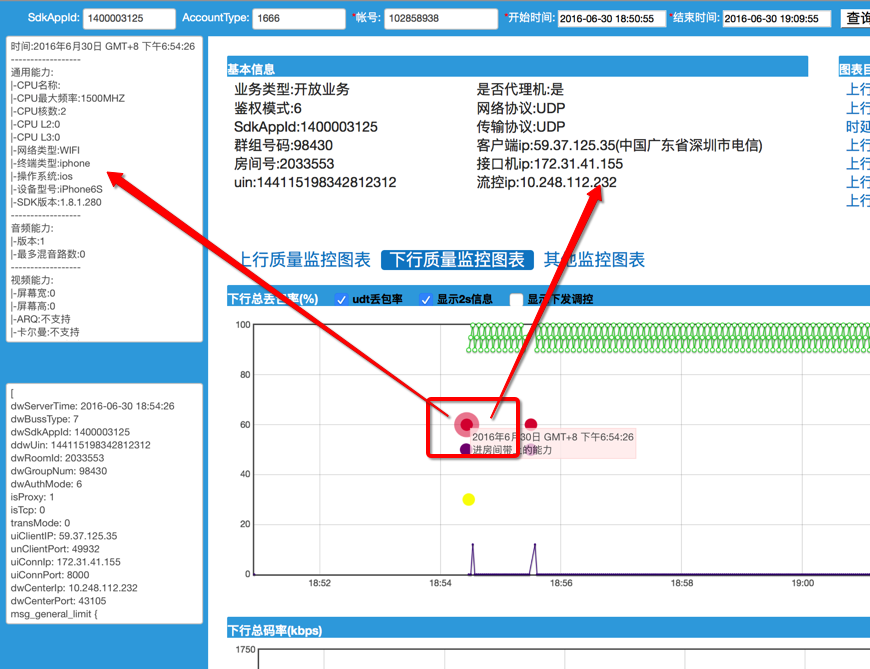 SdkAppId: 1400003125 AccountType: 1666 *帐号: 102858938 *开始时间: 2016-06-30 18:50:55 *结束时间: 2016-06-30 19:09:55 查询
时间:2016年6月30日 GMT+8 下午6:54:26
------------------
通用能力:
|-CPU名称:
|-CPU最大频率:1500MHZ
|-CPU核数:2
|-CPU L2:0
|-CPU L3:0
|-网络类型:WIFI
|-终端类型:iphone
|-操作系统:ios
|-设备型号:iPhone6S
|-SDK版本:1.8.1.280
------------------
音频能力:
|-版本:1
|-最多混音路数:0
------------------
视频能力:
|-屏幕宽:0
|-屏幕高:0
|-ARQ:不支持
|-卡尔曼:不支持
[
dwServerTime: 2016-06-30 18:54:26
dwBussType: 7
dwSdkAppId: 1400003125
ddwUin: 144115198342812312
dwRoomId: 2033553
dwGroupNum: 98430
dwAuthMode: 6
isProxy: 1
isTcp: 0
transMode: 0
uiClientIP: 59.37.125.35
unClientPort: 49932
uiConnIp: 172.31.41.155
uiConnPort: 8000
dwCenterIp: 10.248.112.232
dwCenterPort: 43105
msg_general_limit {
基本信息
业务类型:开放业务
鉴权模式:6
SdkAppId:1400003125
群组号码:98430
房间号:2033553
uin:144115198342812312
是否代理机:是
网络协议:UDP
传输协议:UDP
客户端ip:59.37.125.35(中国广东省深圳市电信)
接口机ip:172.31.41.155
流控ip:10.248.112.232
图表目
上行
上行
时延
上行
上行
上行
上行
上行质量监控图表 下行质量监控图表 其他监控图表
下行总丢包率(%) udt丢包率 显示2s信息 显示下发调控
100
80
60
40
20
0
2016年6月30日 GMT+8 下午6:54:26
进房间带上的能力
18:52 18:54 18:56 18:58 19:00
下行总码率(kbps)
1750